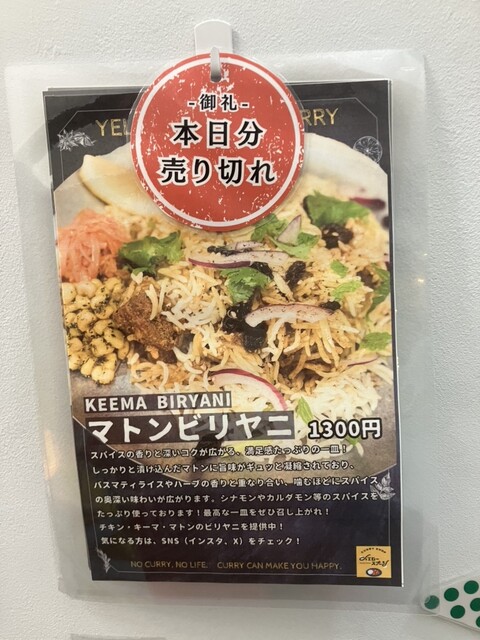 -御礼-
本日分
売り切れ
YEL
RRY
KEEMA BIRYANI
マトンビリヤニ 1300円
スパイスの香りと深いコクが広がる、満足感たっぷりの一皿！
しっかりと漬け込んだマトンに旨味がギュッと凝縮されており、
バスマティライスやハーブの香りと重なり合い、噛むほどにスパイス
の奥深い味わいが広がります。シナモンやカルダモン等のスパイスを
たっぷり使っております！最高な一皿をぜひ召し上がれ！
チキン・キーマ・マトンのビリヤニを提供中！
気になる方は、SNS（インスタ、X）をチェック！
NO CURRY, NO LIFE. CURRY CAN MAKE YOU HAPPY.